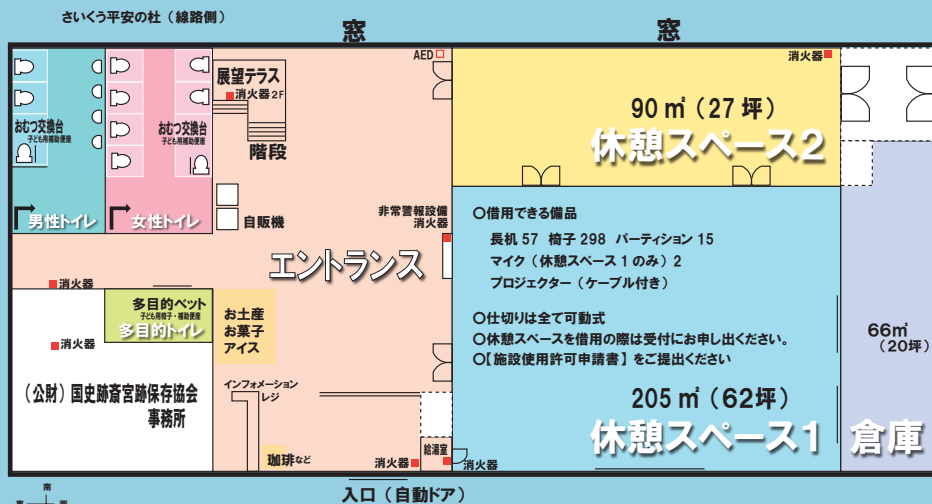 さいくう平安の杜（線路側）
窓
窓
AED
消火器
展望テラス
消火器2F
階段
おむつ交換台
子ども用補助便座
おむつ交換台
子ども用補助便座
男性トイレ
女性トイレ
自販機
非常警報設備
消火器
エントランス
90㎡（27坪）
休憩スペース2
〇借用できる備品
長机57 椅子298 パーティション15
マイク（休憩スペース1のみ）2
プロジェクター（ケーブル付き）
〇仕切りは全て可動式
〇休憩スペースを借用の際は受付にお申し出ください。
〇【施設使用許可申請書】をご提出ください
205㎡（62坪）
休憩スペース1
66㎡
（20坪）
倉庫
消火器
多目的ベット
子ども用椅子・補助便座
多目的トイレ
消火器
お土産
お菓子
アイス
（公財）国史跡斎宮跡保存協会
事務所
インフォメーション
レジ
珈琲など
消火器
給湯室
消火器
入口（自動ドア）
南
東
西